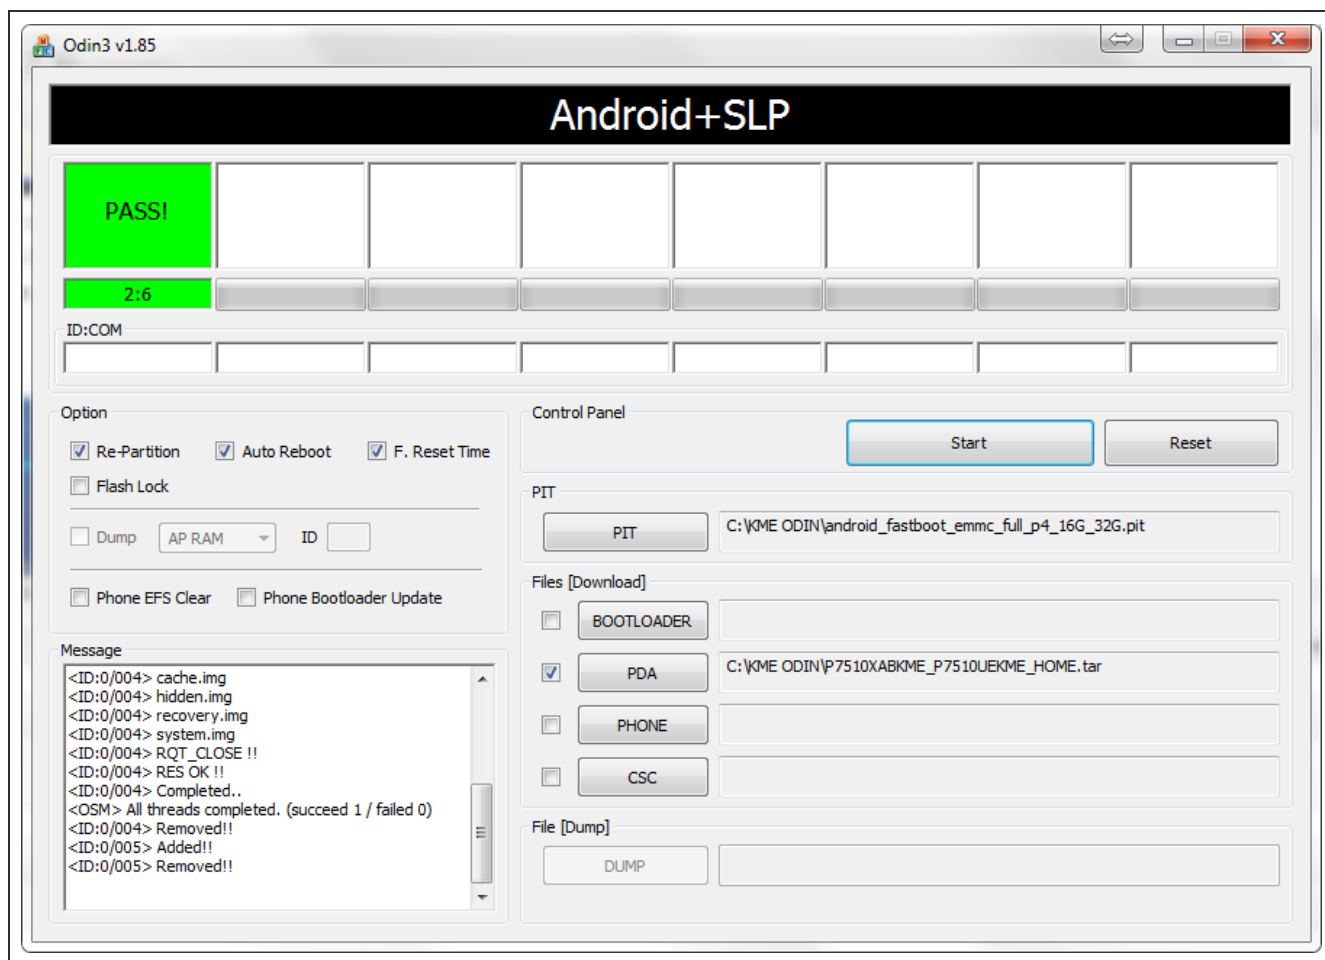 Odin3 v1.85
Android+SLP
PASS!
2:6
ID:COM
Option
Re-Partition Auto Reboot F. Reset Time
Flash Lock
Dump AP RAM ID
Phone EFS Clear Phone Bootloader Update
Message
<ID:0/004> cache.img
<ID:0/004> hidden.img
<ID:0/004> recovery.img
<ID:0/004> system.img
<ID:0/004> RQT_CLOSE !!
<ID:0/004> RES OK !!
<ID:0/004> Completed..
<OSM> All threads completed. (succeed 1 / failed 0)
<ID:0/004> Removed!!
<ID:0/005> Added!!
<ID:0/005> Removed!!
Control Panel
Start Reset
PIT
PIT C:\KME ODIN\android_fastboot_emmc_full_p4_16G_32G.pit
Files [Download]
BOOTLOADER
PDA C:\KME ODIN\P7510XABKME_P7510UEKME_HOME.tar
PHONE
CSC
File [Dump]
DUMP